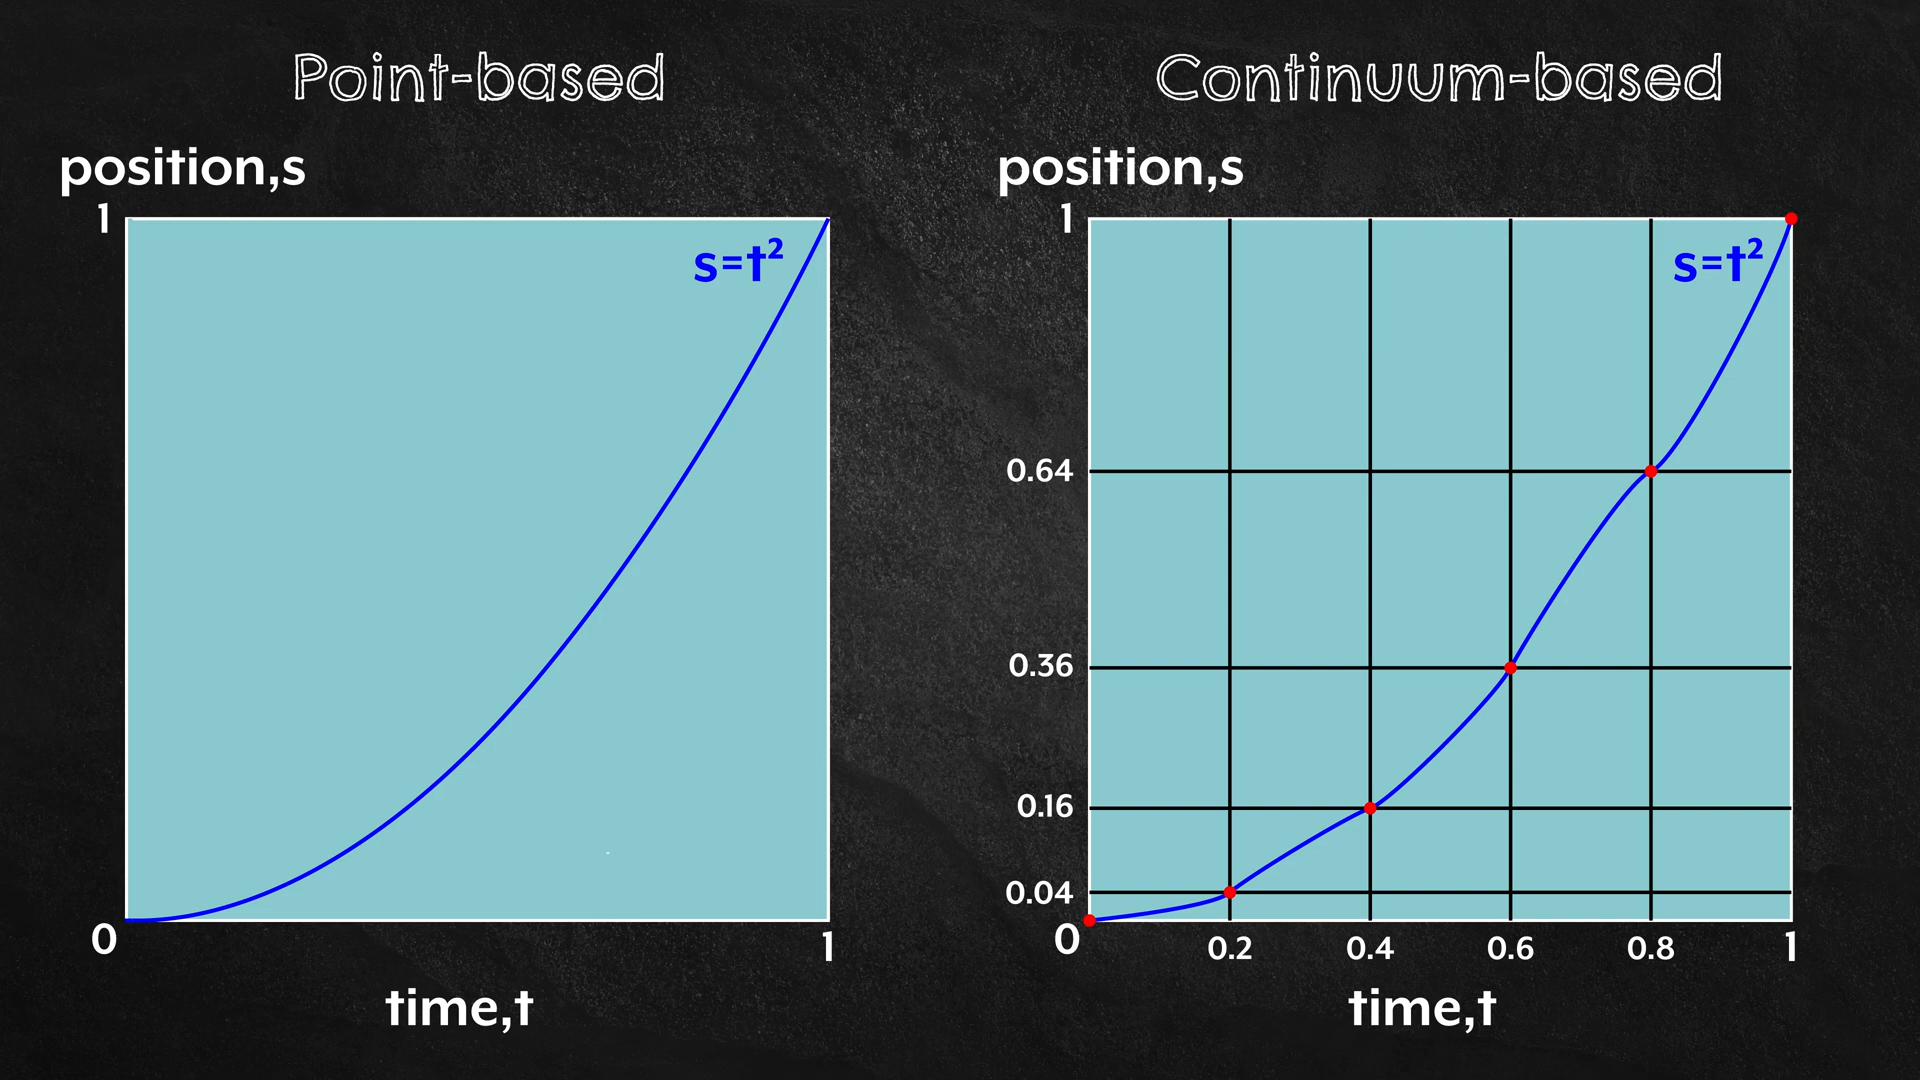 Point-based
position,s
1
s=t²
0
1
time,t
Continuum-based
position,s
1
s=t²
0.64
0.36
0.16
0.04
0
0.2
0.4
0.6
0.8
1
time,t